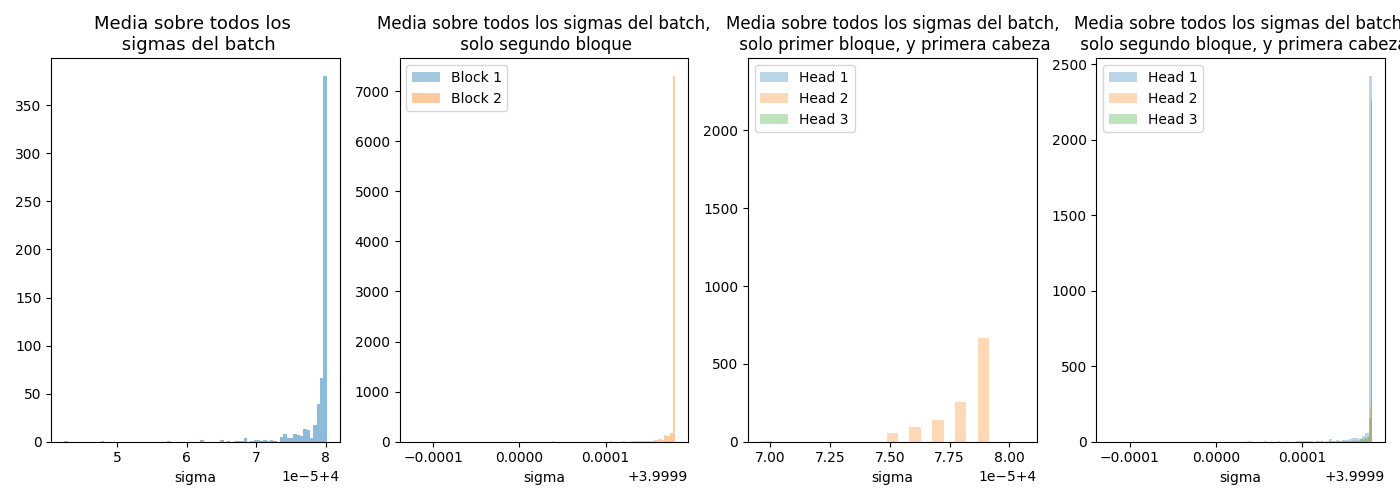 Media sobre todos los
sigmas del batch
350
300
250
200
150
100
50
0
5
6
7
8
1e−5+4
sigma
Media sobre todos los sigmas del batch,
solo segundo bloque
Block 1
Block 2
7000
6000
5000
4000
3000
2000
1000
0
−0.0001
0.0000
0.0001
+3.9999
sigma
Media sobre todos los sigmas del batch,
solo primer bloque, y primera cabeza
Head 1
Head 2
Head 3
2000
1500
1000
500
0
7.00
7.25
7.50
7.75
8.00
1e−5+4
sigma
Media sobre todos los sigmas del batch
solo segundo bloque, y primera cabeza
Head 1
Head 2
Head 3
2500
2000
1500
1000
500
0
−0.0001
0.0000
0.0001
+3.9999
sigma